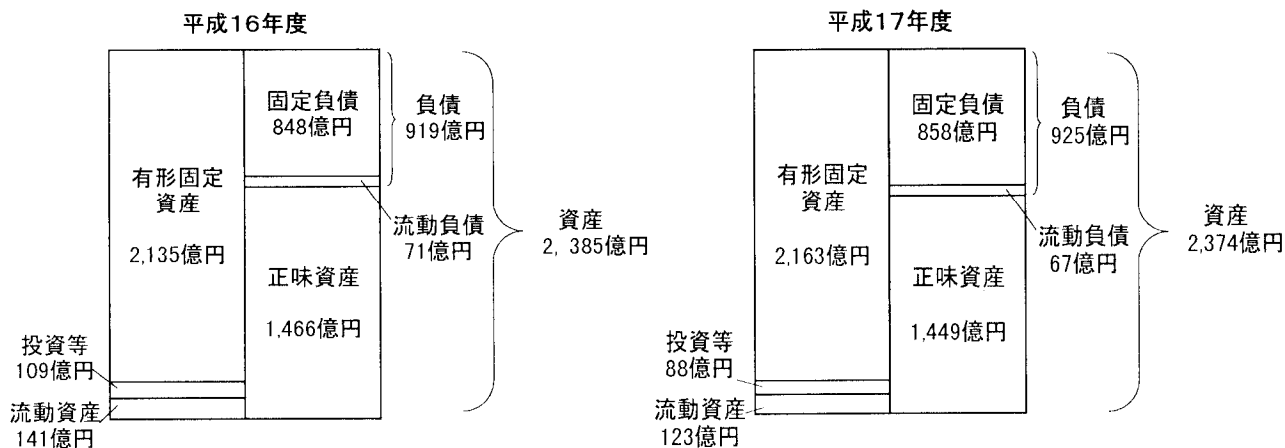 平成16年度
固定負債
848億円
負債
919億円
有形固定
資産
2,135億円
流動負債
71億円
資産
2,385億円
正味資産
1,466億円
投資等
109億円
流動資産
141億円
平成17年度
固定負債
858億円
負債
925億円
有形固定
資産
2,163億円
流動負債
67億円
資産
2,374億円
正味資産
1,449億円
投資等
88億円
流動資産
123億円